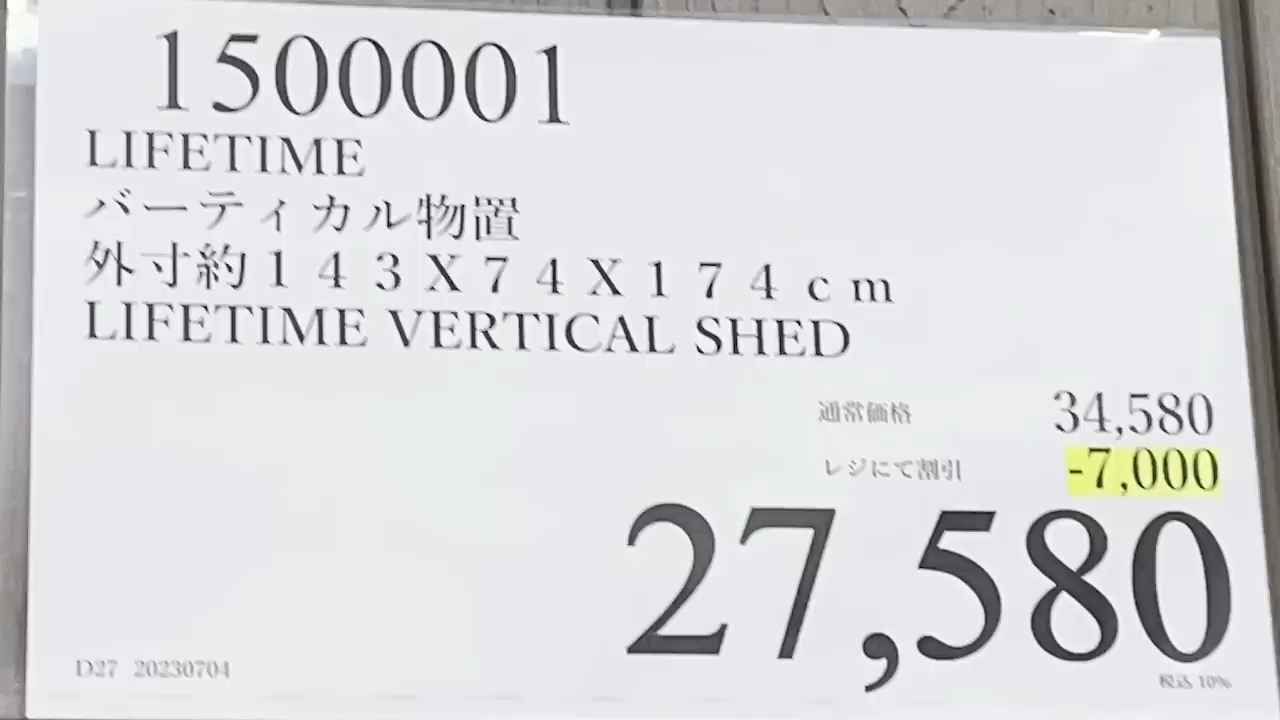 1500001
LIFETIME
バーティカル物置
外寸約１４３Ｘ７４Ｘ１７４ｃｍ
LIFETIME VERTICAL SHED
通常価格 34,580
レジにて割引 -7,000
27,580
D27 20230704 税込 10%